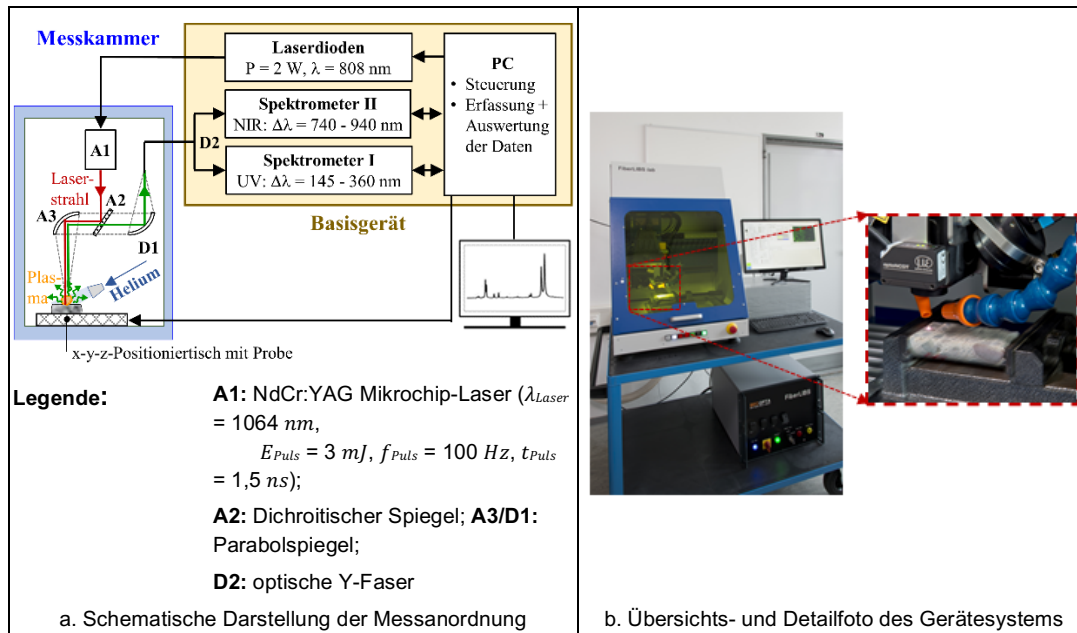 Messkammer
Laserdioden
P = 2 W, λ = 808 nm
Spektrometer II
NIR: Δλ = 740 - 940 nm
Spektrometer I
UV: Δλ = 145 - 360 nm
PC
• Steuerung
• Erfassung +
Auswertung
der Daten
D2
Basisgerät
A1
Laser-
strahl
A2
A3
D1
Plas-
ma
Helium
x-y-z-Positioniertisch mit Probe
Legende:
A1: NdCr:YAG Mikrochip-Laser (λLaser
= 1064 nm,
EPuls = 3 mJ, fPuls = 100 Hz, tPuls
= 1,5 ns);
A2: Dichroitischer Spiegel; A3/D1:
Parabolspiegel;
D2: optische Y-Faser
a. Schematische Darstellung der Messanordnung
FiberLIBS
FiberLIBS
b. Übersichts- und Detailfoto des Gerätesystems